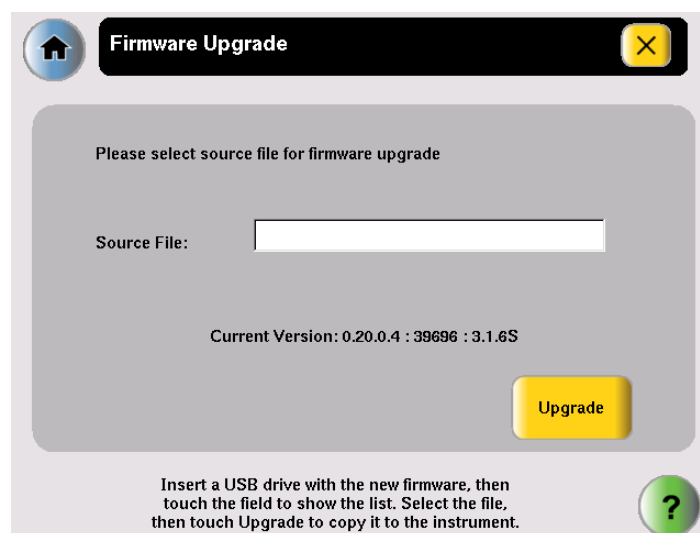 Firmware Upgrade
Please select source file for firmware upgrade
Source File:
Current Version: 0.20.0.4 : 39696 : 3.1.6S
Upgrade
Insert a USB drive with the new firmware, then
touch the field to show the list. Select the file,
then touch Upgrade to copy it to the instrument.
?